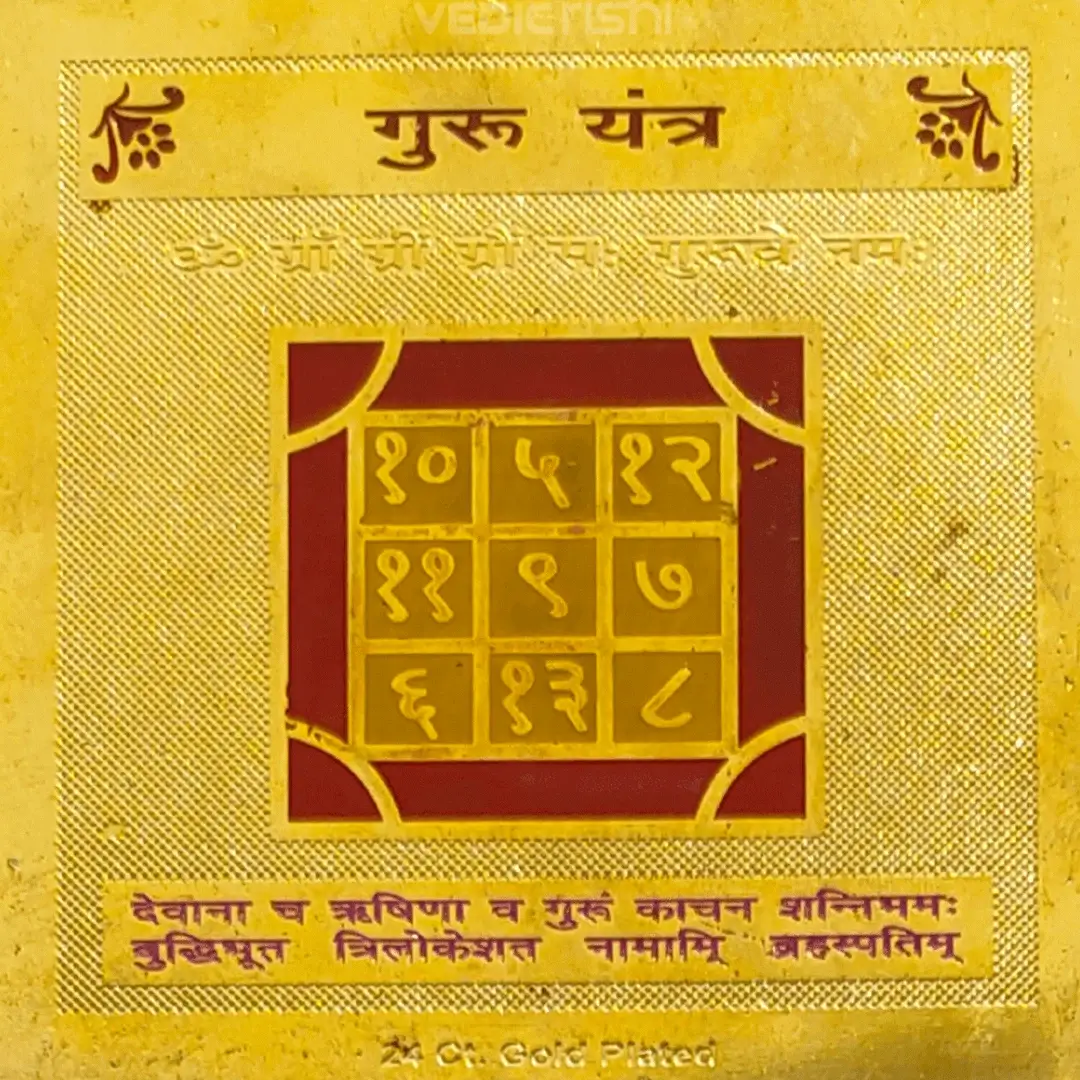 VEDICRISHI
गुरू यंत्र
ॐ ग्राँ ग्रीं ग्रौं सः गुरूवे नमः
१० ५ १२
११ ९ ७
६ १३ ८
देवाना च ऋषिणा व गुरूं काचन शन्तिभमः
बुद्धिभूत त्रिलोकेशत नामामि ब्रहस्पतिम्
24 Ct. Gold Plated